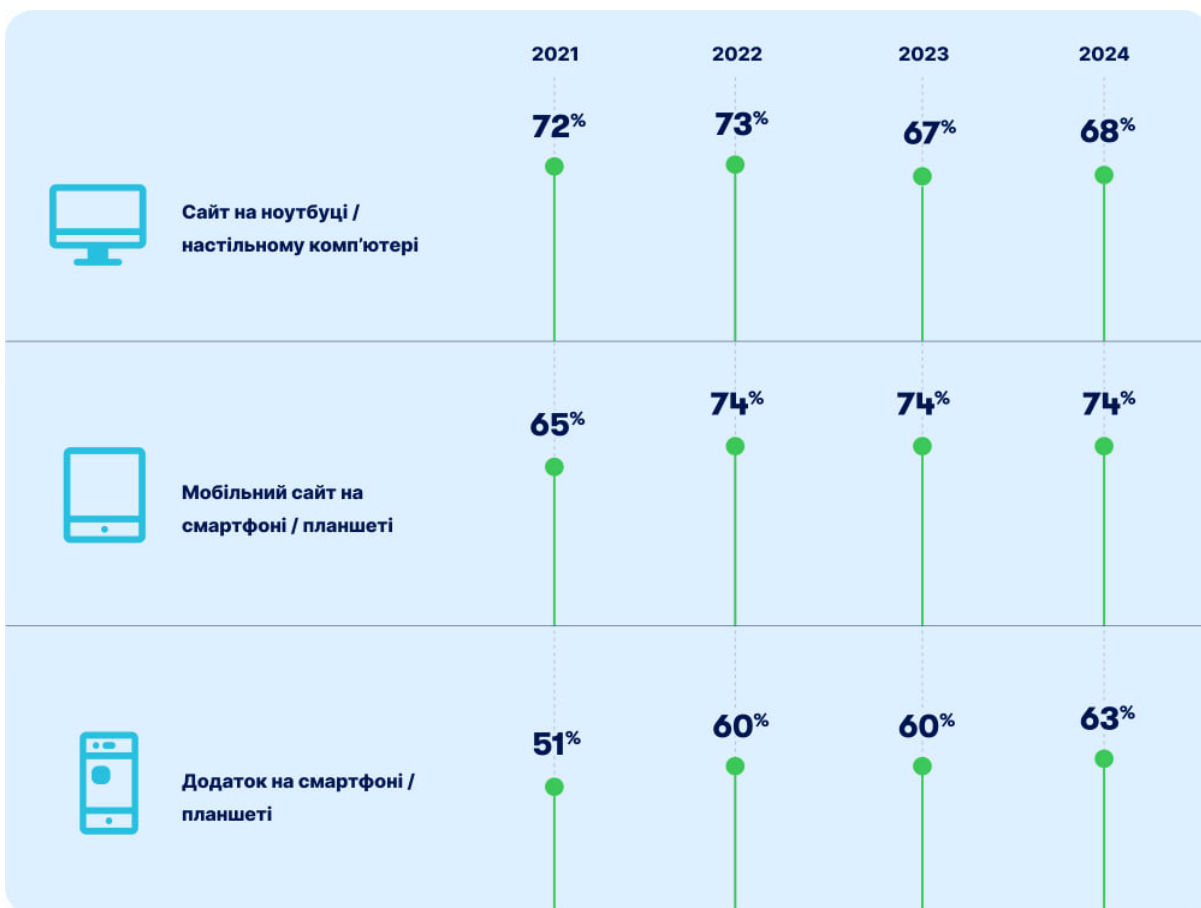 2021 2022 2023 2024
72% 73% 67% 68%
Сайт на ноутбуці /
настільному комп’ютері
65% 74% 74% 74%
Мобільний сайт на
смартфоні / планшеті
51% 60% 60% 63%
Додаток на смартфоні /
планшеті